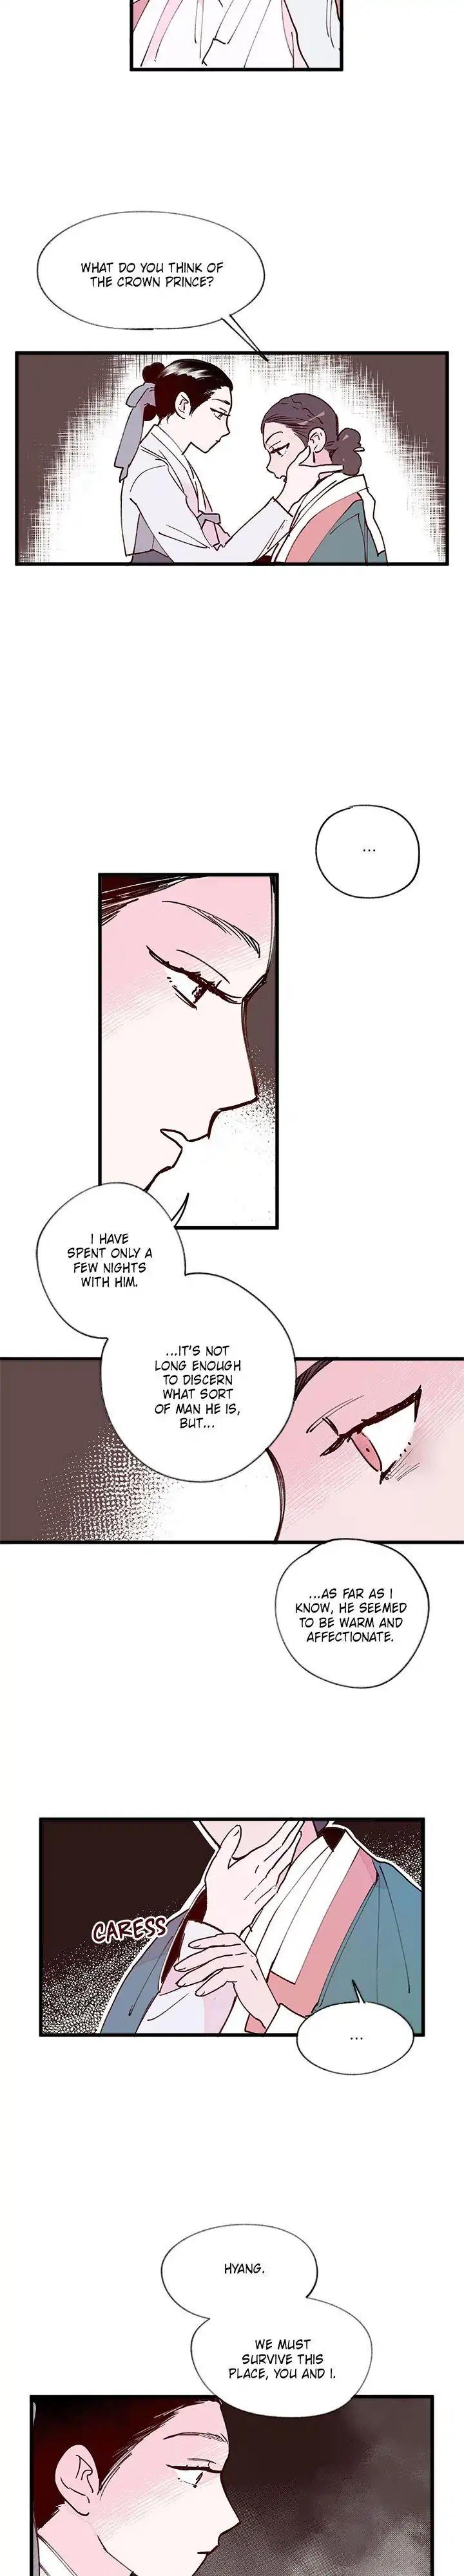 WHAT DO YOU THINK OF
THE CROWN PRINCE?
...
I HAVE
SPENT ONLY A
FEW NIGHTS
WITH HIM.
...IT'S NOT
LONG ENOUGH
TO DISCERN
WHAT SORT
OF MAN HE IS,
BUT...
...AS FAR AS I
KNOW, HE SEEMED
TO BE WARM AND
AFFECTIONATE.
CARESS
...
HYANG.
WE MUST
SURVIVE THIS
PLACE, YOU AND I.